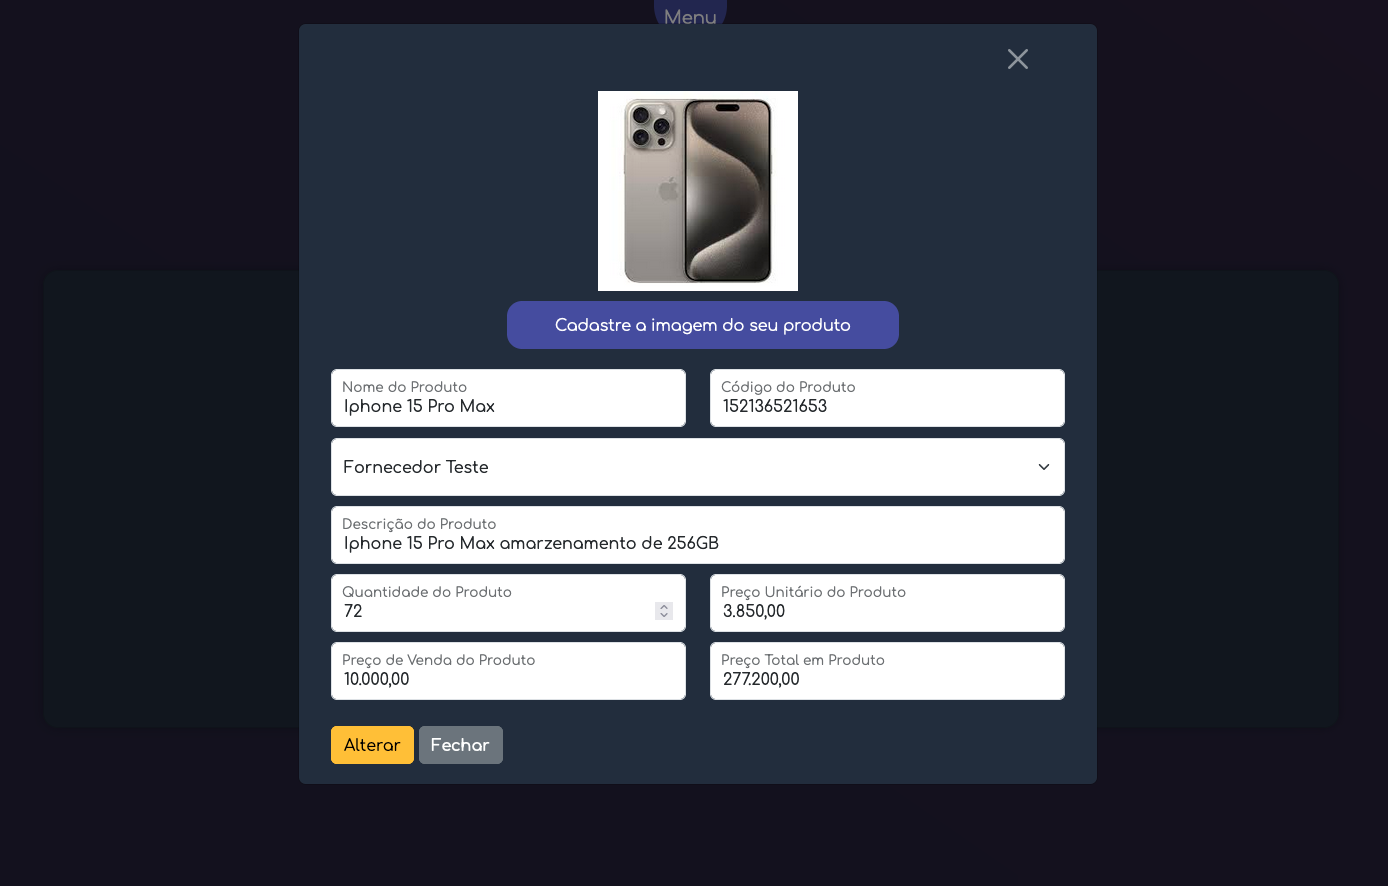 Menu
Cadastre a imagem do seu produto
Nome do Produto
Iphone 15 Pro Max
Código do Produto
152136521653
Fornecedor Teste
Descrição do Produto
Iphone 15 Pro Max amarzenamento de 256GB
Quantidade do Produto
72
Preço Unitário do Produto
3.850,00
Preço de Venda do Produto
10.000,00
Preço Total em Produto
277.200,00
Alterar
Fechar